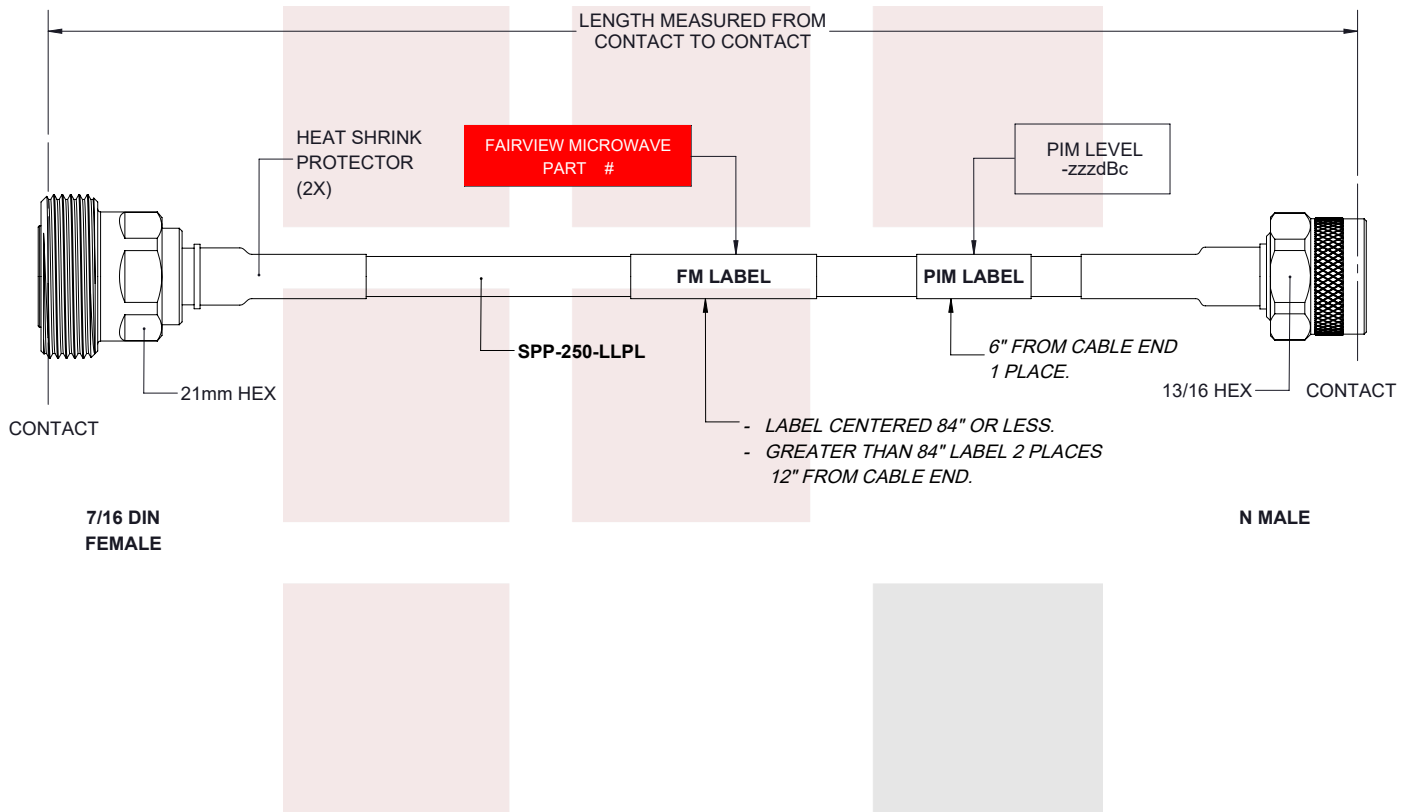 LENGTH MEASURED FROM
CONTACT TO CONTACT
HEAT SHRINK
PROTECTOR
(2X)
FAIRVIEW MICROWAVE
PART #
PIM LEVEL
-zzzdBc
FM LABEL
PIM LABEL
SPP-250-LLPL
6" FROM CABLE END
1 PLACE.
21mm HEX
13/16 HEX
CONTACT
CONTACT
- LABEL CENTERED 84" OR LESS.
- GREATER THAN 84" LABEL 2 PLACES
12" FROM CABLE END.
7/16 DIN
FEMALE
N MALE